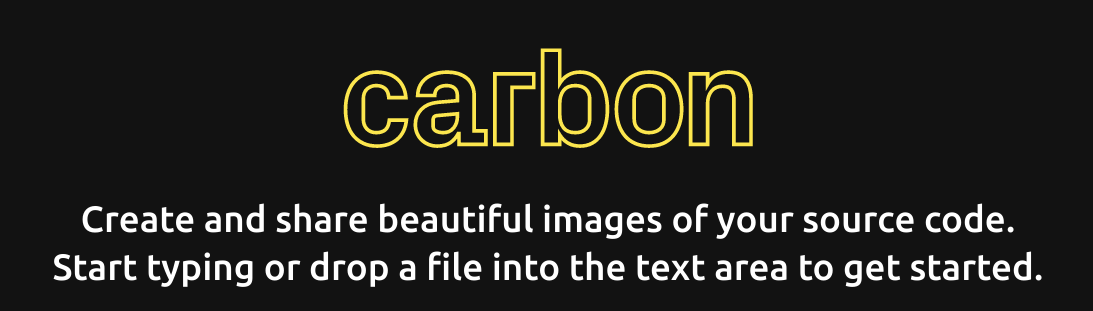 carbon
Create and share beautiful images of your source code.
Start typing or drop a file into the text area to get started.